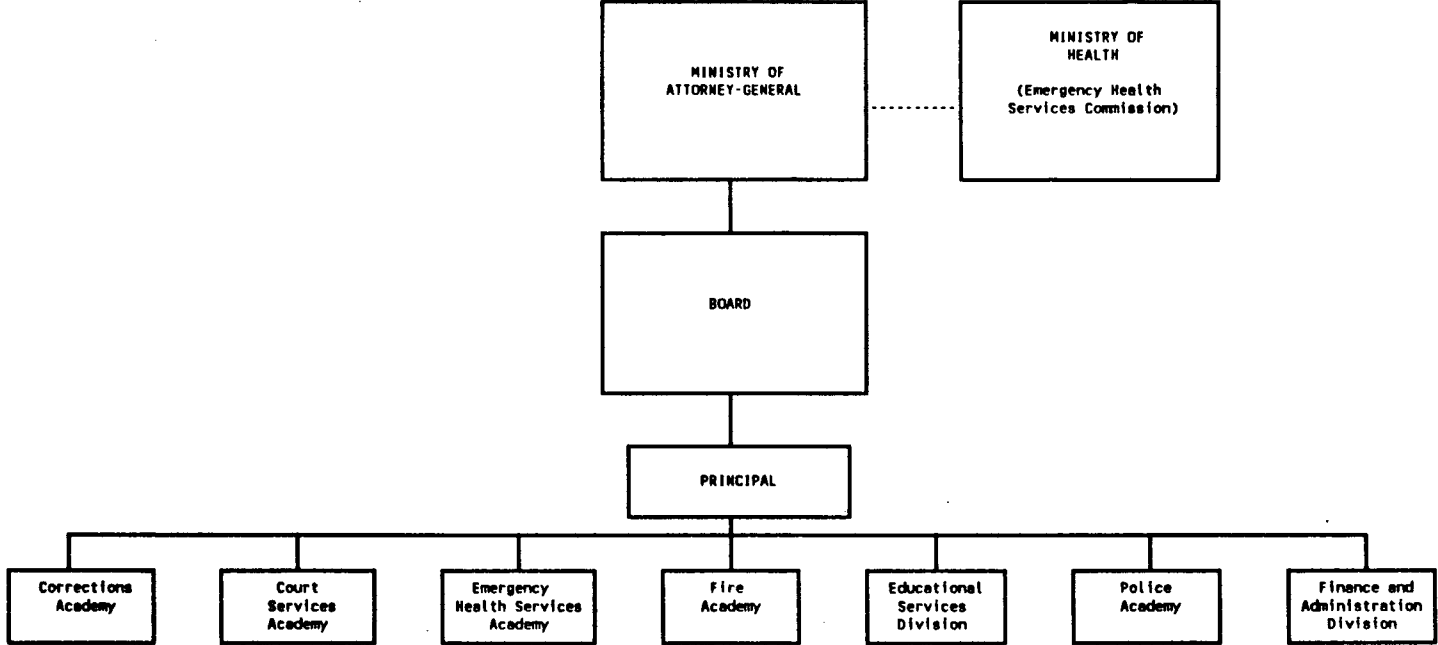 MINISTRY OF
ATTORNEY-GENERAL
MINISTRY OF
HEALTH
(Emergency Health
Services Commission)
BOARD
PRINCIPAL
Corrections
Academy
Court
Services
Academy
Emergency
Health Services
Academy
Fire
Academy
Educational
Services
Division
Police
Academy
Finance and
Administration
Division